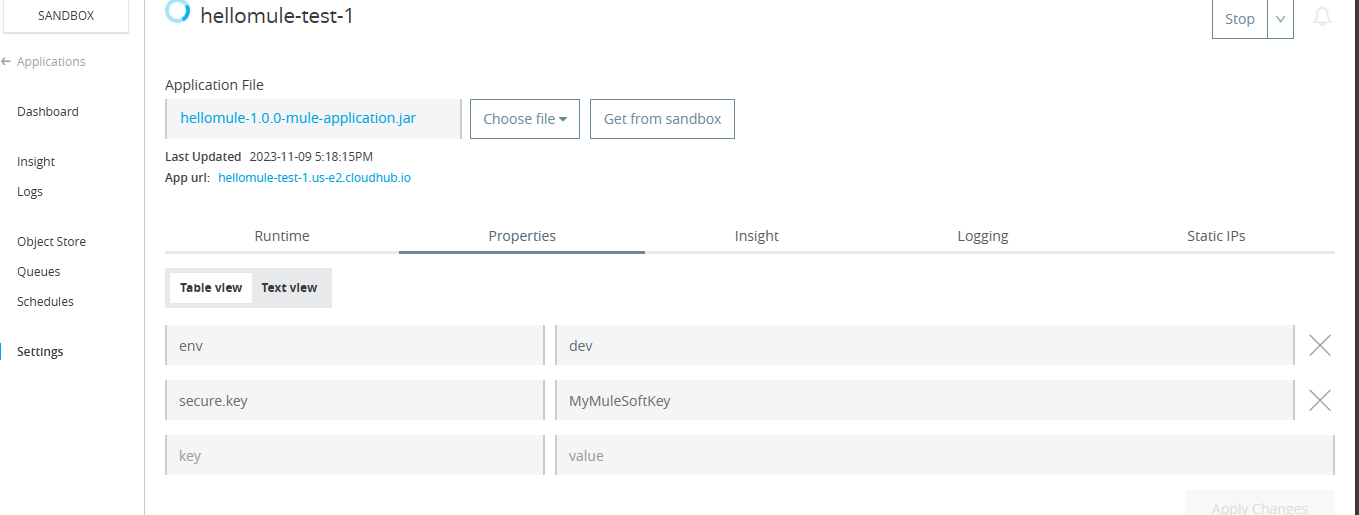 SANDBOX
hellomule-test-1
Stop
Applications
Application File
Dashboard
hellomule-1.0.0-mule-application.jar
Choose file
Get from sandbox
Last Updated 2023-11-09 5:18:15PM
Insight
App url: hellomule-test-1.us-e2.cloudhub.io
Logs
Object Store
Runtime
Properties
Insight
Logging
Static IPs
Queues
Table view
Text view
Schedules
env
dev
Settings
secure.key
MyMuleSoftKey
key
value
Apply Changes